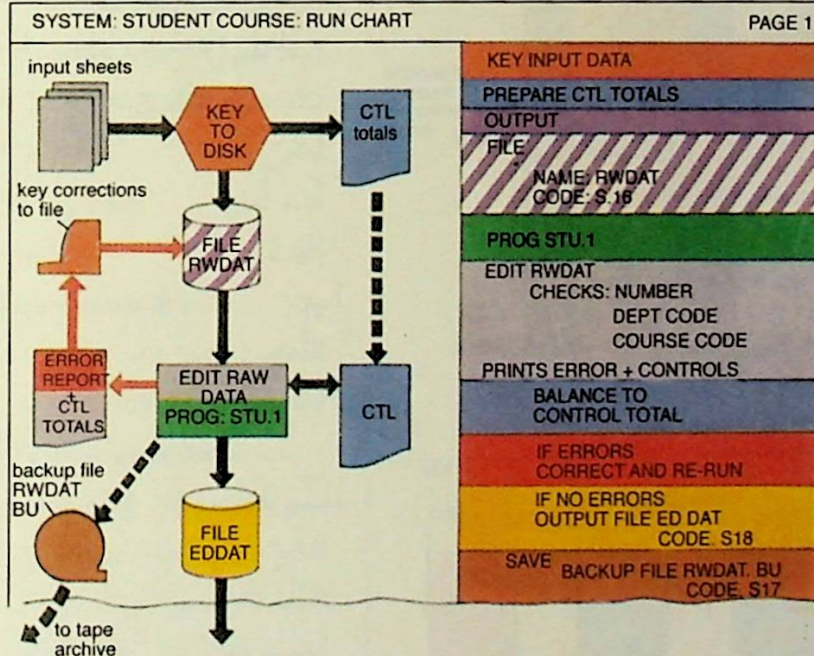 SYSTEM: STUDENT COURSE: RUN CHART
PAGE 1
input sheets
KEY
TO
DISK
CTL
totals
key corrections
to file
FILE
RWDAT
ERROR
REPORT
+
CTL
TOTALS
EDIT RAW
DATA
PROG: STU.1
CTL
backup file
RWDAT
BU
FILE
EDDAT
to tape
archive
KEY INPUT DATA
PREPARE CTL TOTALS
OUTPUT
FILE
NAME: RWDAT
CODE: S.16
PROG STU.1
EDIT RWDAT
CHECKS: NUMBER
DEPT CODE
COURSE CODE
PRINTS ERROR + CONTROLS
BALANCE TO
CONTROL TOTAL
IF ERRORS
CORRECT AND RE-RUN
IF NO ERRORS
OUTPUT FILE ED DAT
CODE. S18
SAVE
BACKUP FILE RWDAT. BU
CODE. S17